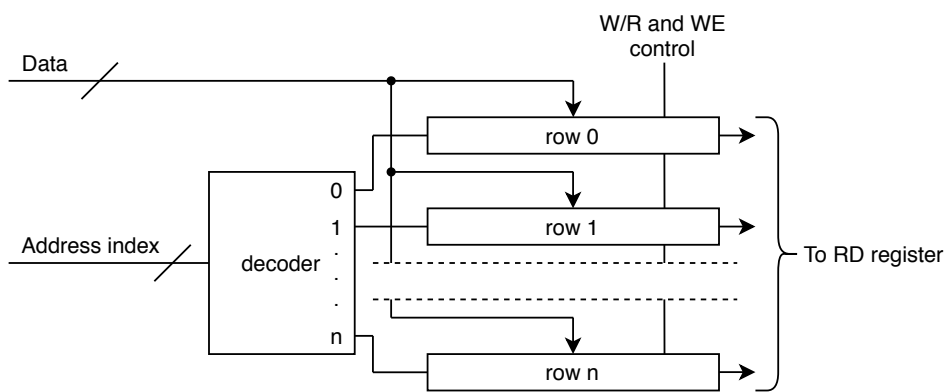 W/R and WE
control
Data
row 0
0
Address index
decoder
1
row 1
.
.
.
.
To RD register
n
row n